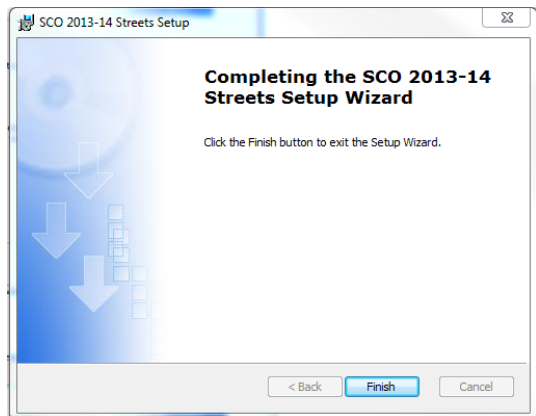 SCO 2013-14 Streets Setup
Completing the SCO 2013-14
Streets Setup Wizard
Click the Finish button to exit the Setup Wizard.
< Back Finish Cancel